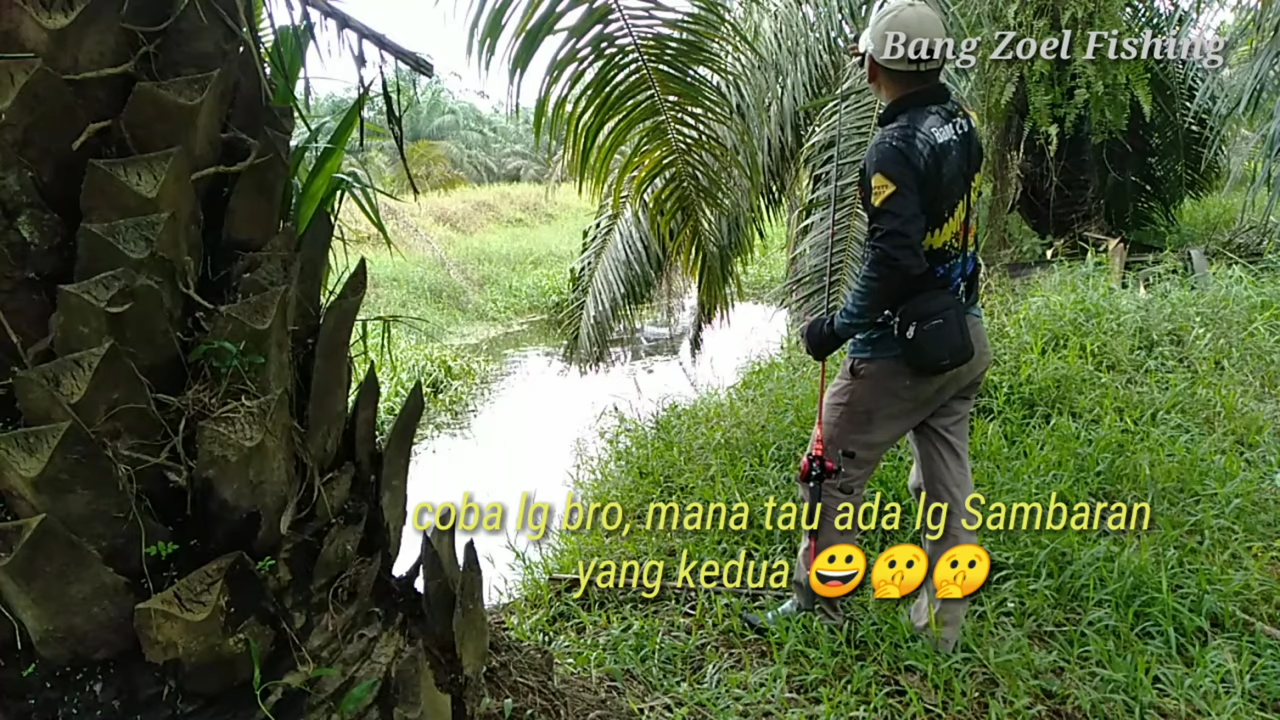 Bang Zoel Fishing
coba lg bro, mana tau ada lg Sambaran
yang kedua 😀🤫🤫